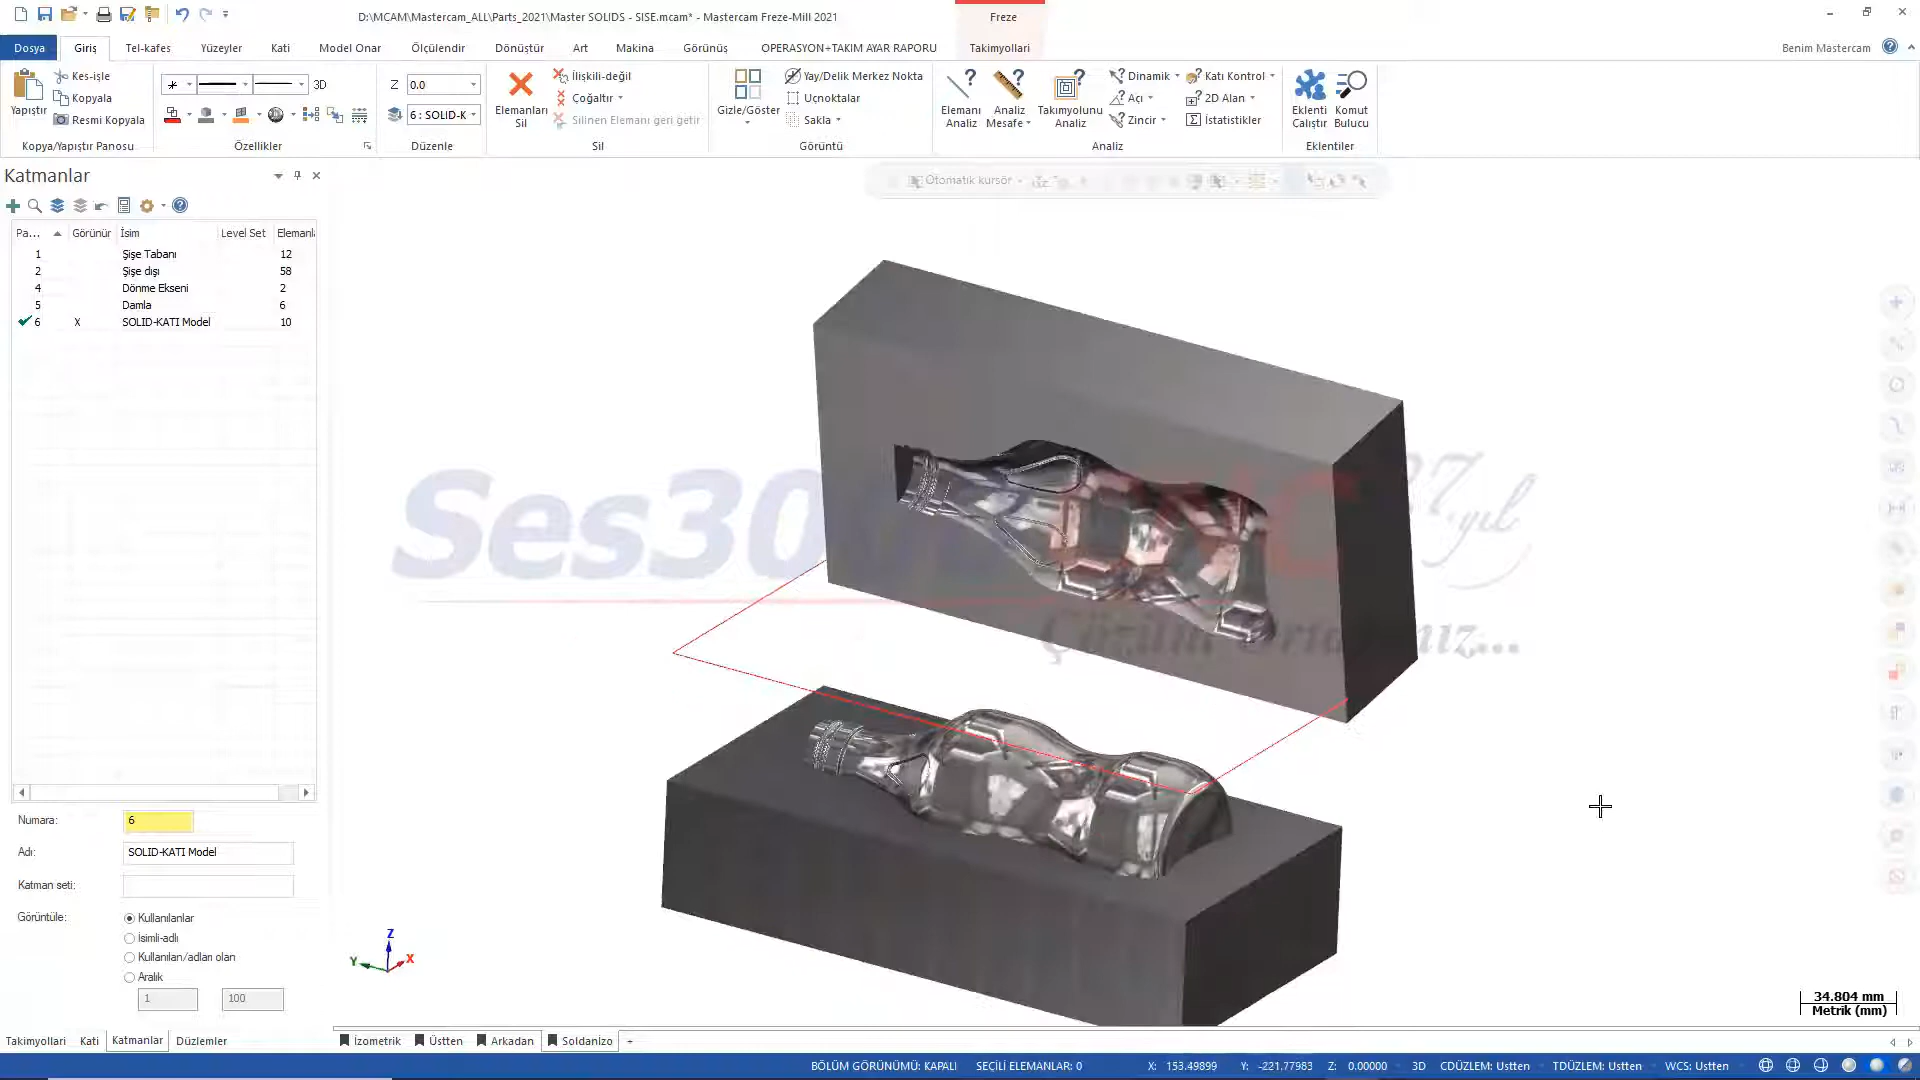 D:\MCAM\Mastercam_ALL\Parts_2021\Master SOLIDS - SISE.mcam* - Mastercam Freze-Mill 2021
Freze
Dosya Giriş Tel-kafes Yüzeyler Kati Model Onar Ölçülendir Dönüştür Art Makina Görünüş OPERASYON+TAKIM AYAR RAPORU Takimyollari Benim Mastercam
Yapıştır
Kes-işle
Kopyala
Resmi Kopyala
Kopya/Yapıştır Panosu
3D
Özellikler
Z 0.0
6 : SOLID-K
Düzenle
Elemanları
Sil
İlişkili-değil
Çoğaltır
Silinen Elemanı geri getir
Sil
Gizle/Göster
Yay/Delik Merkez Nokta
Uçnoktalar
Sakla
Görüntü
Elemanı
Analiz
Analiz
Mesafe
Takımyolunu
Analiz
Dinamik
Açı
Zincir
Katı Kontrol
2D Alan
İstatistikler
Analiz
Eklenti
Çalıştır
Komut
Bulucu
Eklentiler
Katmanlar
Otomatik kursör
Pa... Görünür İsim Level Set Elemanla
1 Şişe Tabanı 12
2 Şişe dışı 58
4 Dönme Ekseni 2
5 Damla 6
6 X SOLID-KATI Model 10
Ses30
27.yıl
Numara: 6
Adı: SOLID-KATI Model
Katman seti:
Görüntüle: Kullanılanlar
İsimli-adlı
Kullanılan/adları olan
Aralık
1 100
Z
Y
X
34.804 mm
Metrik (mm)
Takimyollari Kati Katmanlar Düzlemler
İzometrik Üstten Arkadan Soldanizo +
BÖLÜM GÖRÜNÜMÜ: KAPALI SEÇİLİ ELEMANLAR: 0 X: 153.49899 Y: -221.77983 Z: 0.00000 3D CDÜZLEM: Ustten TDÜZLEM: Ustten WCS: Ustten